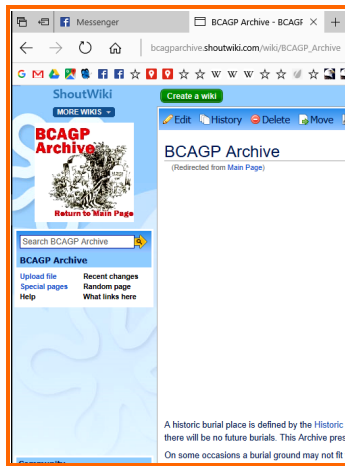 Messenger
BCAGP Archive - BCAGF
bcagparchive.shoutwiki.com/wiki/BCAGP_Archive
ShoutWiki
Create a wiki
MORE WIKIS
Edit History Delete Move
BCAGP
Archive
Return to Main Page
BCAGP Archive
(Redirected from Main Page)
Search BCAGP Archive
BCAGP Archive
Upload file Recent changes
Special pages Random page
Help What links here
A historic burial place is defined by the Historic
there will be no future burials. This Archive pres
On some occasions a burial ground may not fit
Community